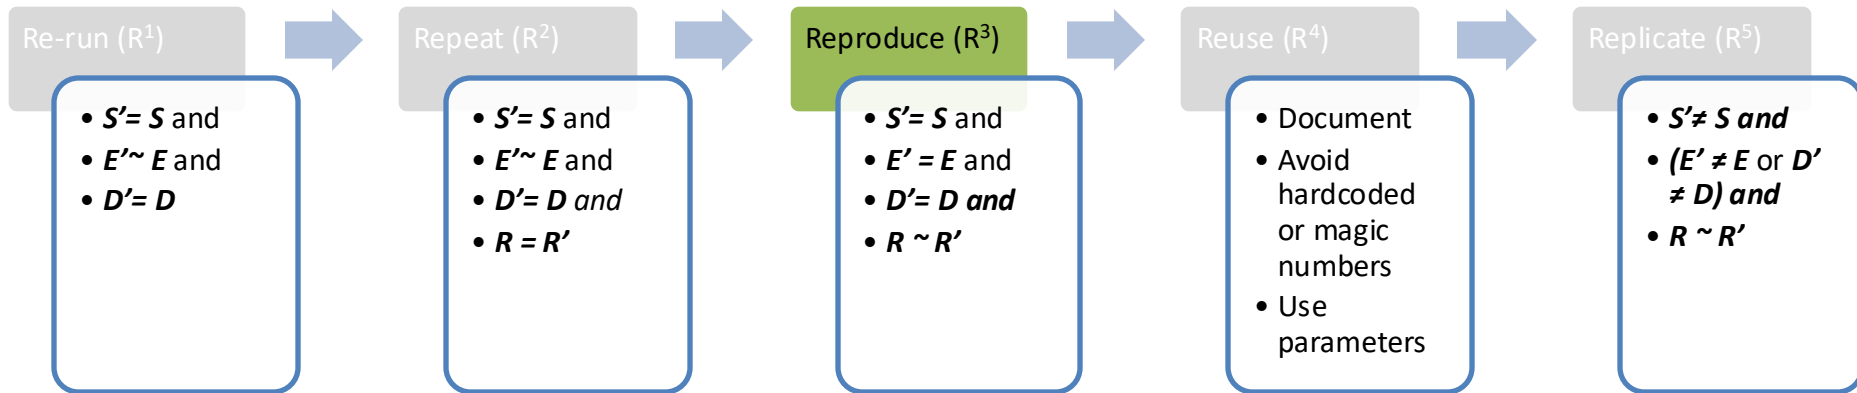 Re-run (R¹)
• S’= S and
• E’~ E and
• D’= D
Repeat (R²)
• S’= S and
• E’~ E and
• D’= D and
• R = R’
Reproduce (R³)
• S’= S and
• E’ = E and
• D’= D and
• R ~ R’
Reuse (R⁴)
• Document
• Avoid
hardcoded
or magic
numbers
• Use
parameters
Replicate (R⁵)
• S’≠ S and
• (E’ ≠ E or D’
≠ D) and
• R ~ R’